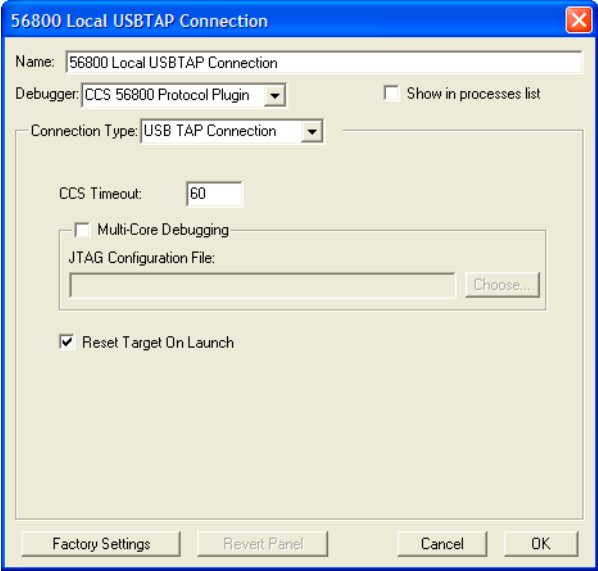 56800 Local USBTAP Connection
Name: 56800 Local USBTAP Connection
Debugger: CCS 56800 Protocol Plugin Show in processes list
Connection Type: USB TAP Connection
CCS Timeout: 60
Multi-Core Debugging
JTAG Configuration File:
Choose...
Reset Target On Launch
Factory Settings Revert Panel Cancel OK